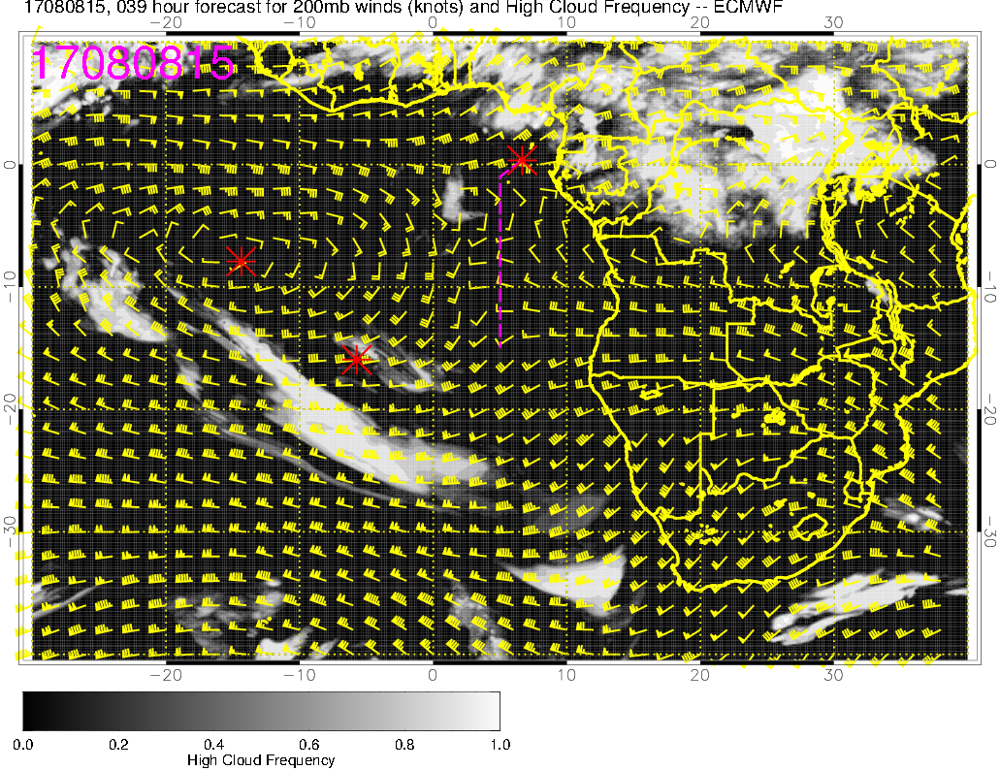 17080815, 039 hour forecast for 200mb winds (knots) and High Cloud Frequency -- ECMWF
−20 −10 0 10 20 30
17080815
0 0
−10 −10
−20 −20
−30 −30
−20 −10 0 10 20 30
0.0 0.2 0.4 0.6 0.8 1.0
High Cloud Frequency